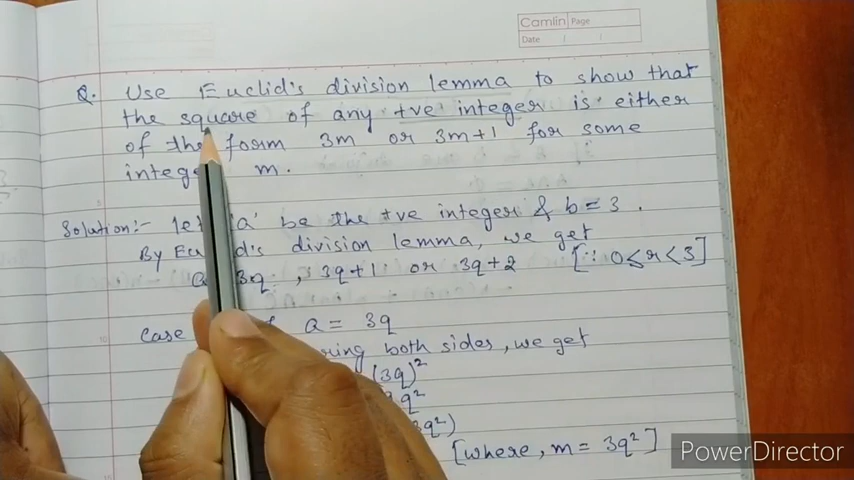 Camlin Page
Date / /
Q. Use Euclid's division lemma to show that
the square of any +ve integer is either
of the form 3m or 3m+1 for some
m.
Solution:- let 'a' be the +ve integer & b = 3.
By division lemma, we get
3q, 3q+1 or 3q+2 [∵ 0≤r<3]
Case a = 3q
both sides, we get
(3q)²
q²
q²)
[where, m = 3q²]
PowerDirector